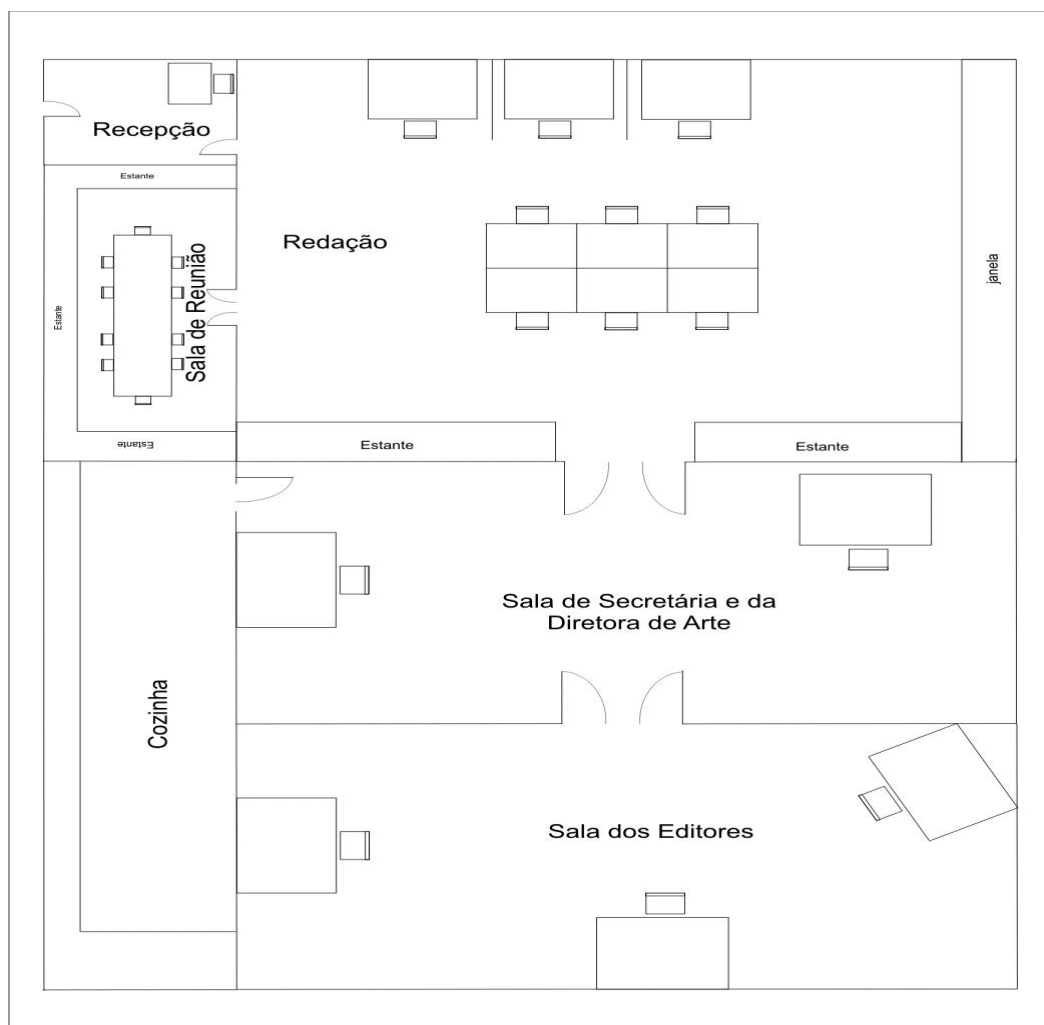 Recepção
Estante
Redação
Sala de Reunião
Estante
janela
Estante
Estante
Estante
Sala de Secretária e da
Diretora de Arte
Cozinha
Sala dos Editores